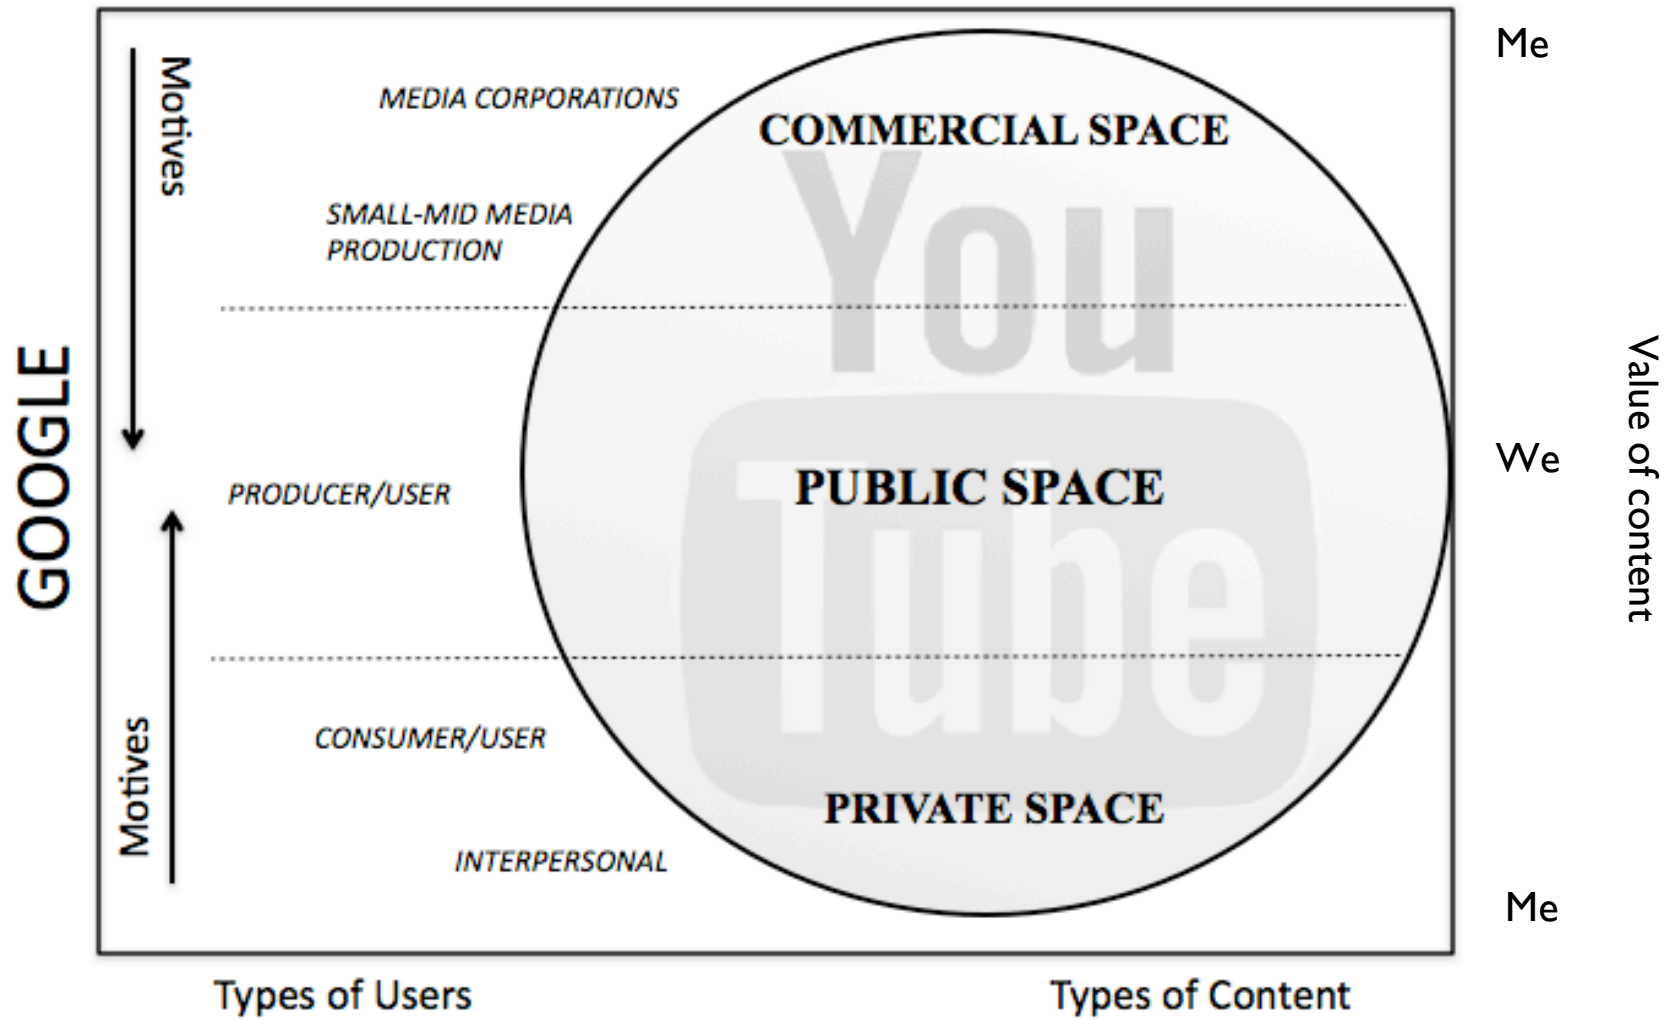 Me
Motives
MEDIA CORPORATIONS
COMMERCIAL SPACE
SMALL-MID MEDIA
PRODUCTION
You
GOOGLE
Value of content
We
PRODUCER/USER
PUBLIC SPACE
Tube
Motives
CONSUMER/USER
PRIVATE SPACE
INTERPERSONAL
Me
Types of Users
Types of Content